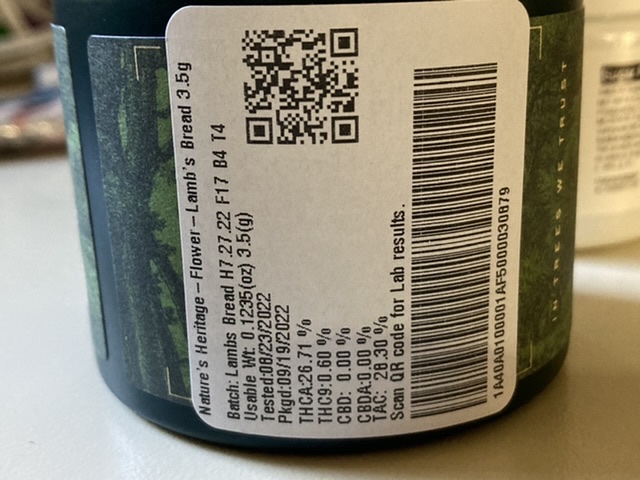 Nature's Heritage – Flower – Lamb's Bread 3.5g
Batch: Lambs Bread H7.27.22 F17 B4 T4
Usable Wt: 0.1235(oz) 3.5(g)
Tested:08/23/2022
Pkgd:09/19/2022
THCA:26.71 %
THC9:0.60 %
CBD: 0.00 %
CBDA:0.00 %
TAC: 28.30 %
Scan QR code for Lab results.
1A40A0100001AF5000030879
IN TREES WE TRUST